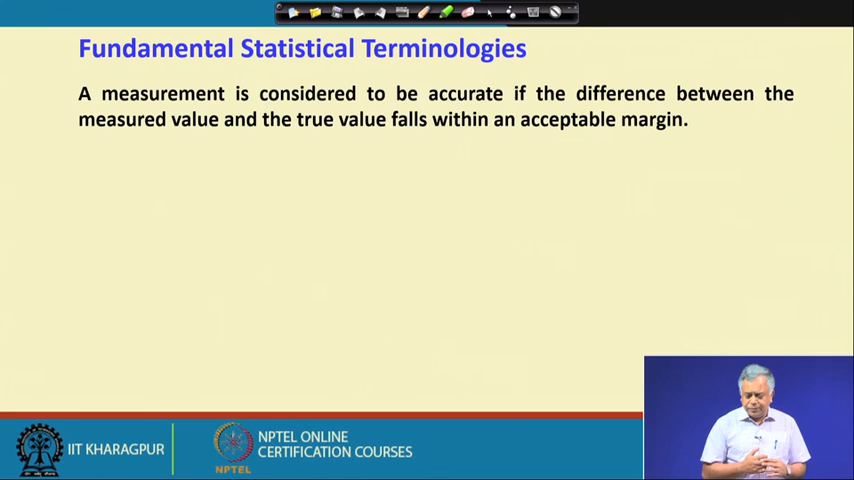 Fundamental Statistical Terminologies
A measurement is considered to be accurate if the difference between the
measured value and the true value falls within an acceptable margin.
IIT KHARAGPUR
NPTEL
NPTEL ONLINE
CERTIFICATION COURSES